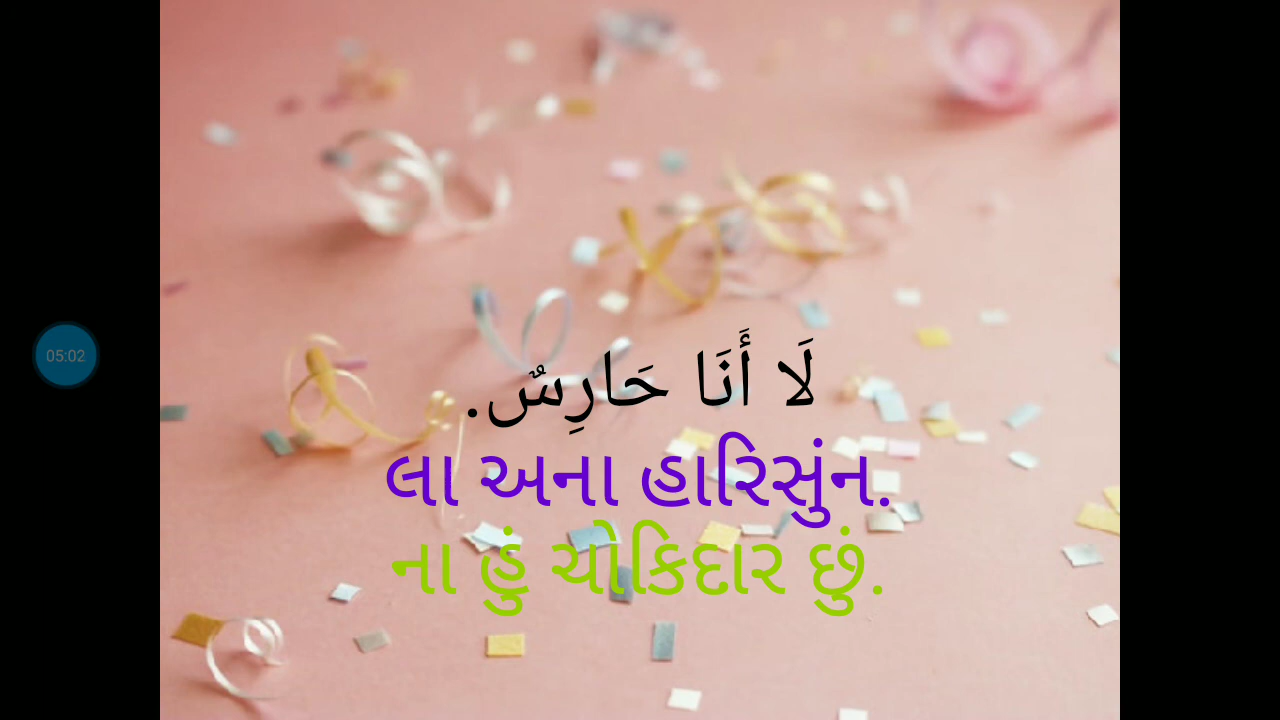 05:02
لَا أَنَا حَارِسٌ.
લા અના હારિસુંન.
ના હું ચોકિદાર છું.